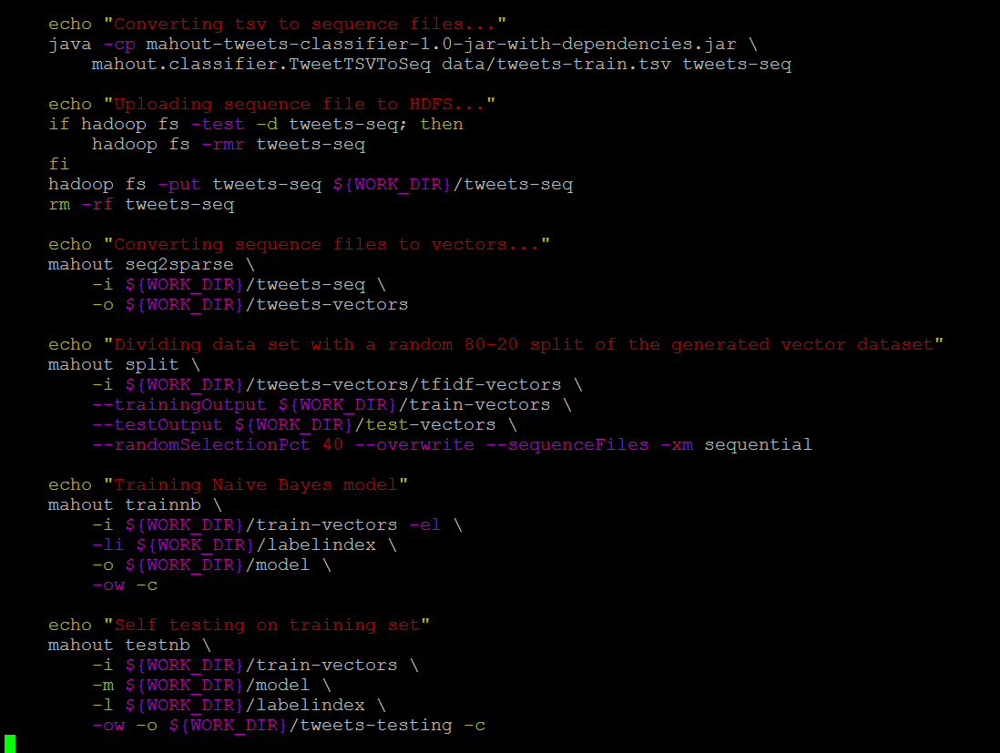 echo "Converting tsv to sequence files..."
java -cp mahout-tweets-classifier-1.0-jar-with-dependencies.jar \
    mahout.classifier.TweetTSVToSeq data/tweets-train.tsv tweets-seq

echo "Uploading sequence file to HDFS..."
if hadoop fs -test -d tweets-seq; then
    hadoop fs -rmr tweets-seq
fi
hadoop fs -put tweets-seq ${WORK_DIR}/tweets-seq
rm -rf tweets-seq

echo "Converting sequence files to vectors..."
mahout seq2sparse \
    -i ${WORK_DIR}/tweets-seq \
    -o ${WORK_DIR}/tweets-vectors

echo "Dividing data set with a random 80-20 split of the generated vector dataset"
mahout split \
    -i ${WORK_DIR}/tweets-vectors/tfidf-vectors \
    --trainingOutput ${WORK_DIR}/train-vectors \
    --testOutput ${WORK_DIR}/test-vectors \
    --randomSelectionPct 40 --overwrite --sequenceFiles -xm sequential

echo "Training Naive Bayes model"
mahout trainnb \
    -i ${WORK_DIR}/train-vectors -el \
    -li ${WORK_DIR}/labelindex \
    -o ${WORK_DIR}/model \
    -ow -c

echo "Self testing on training set"
mahout testnb \
    -i ${WORK_DIR}/train-vectors \
    -m ${WORK_DIR}/model \
    -l ${WORK_DIR}/labelindex \
    -ow -o ${WORK_DIR}/tweets-testing -c